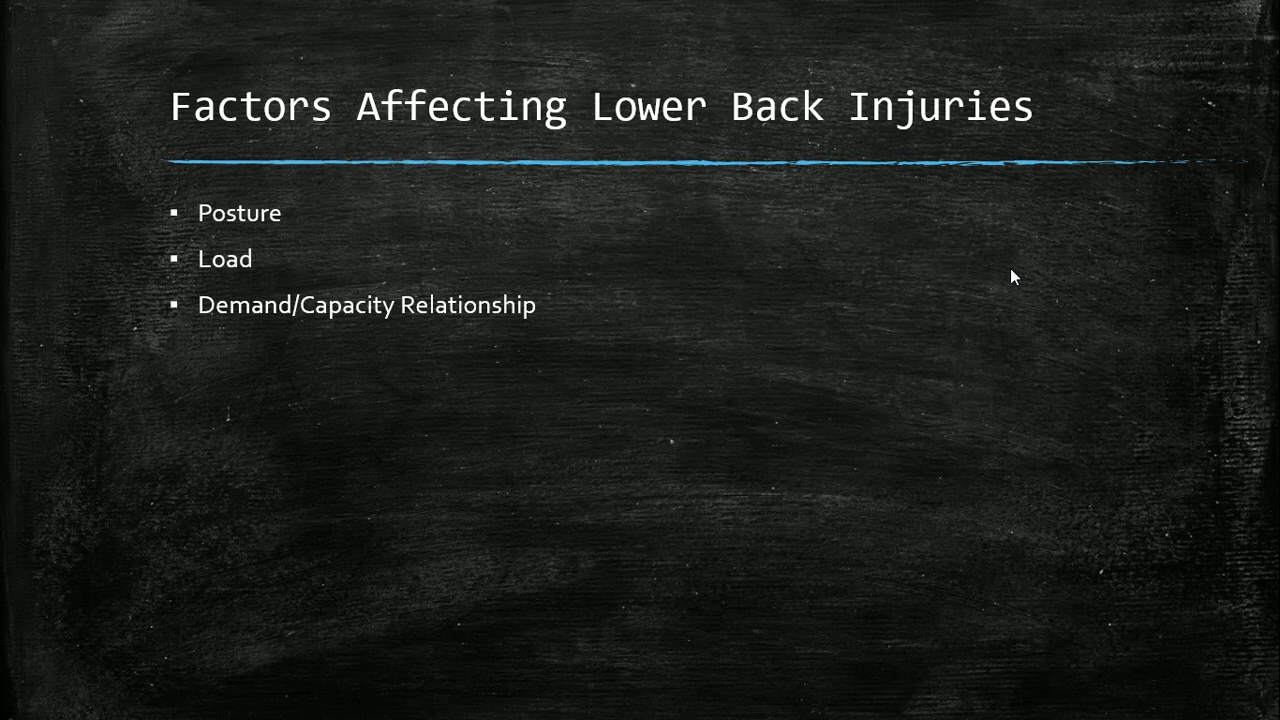 Factors Affecting Lower Back Injuries
▪ Posture
▪ Load
▪ Demand/Capacity Relationship